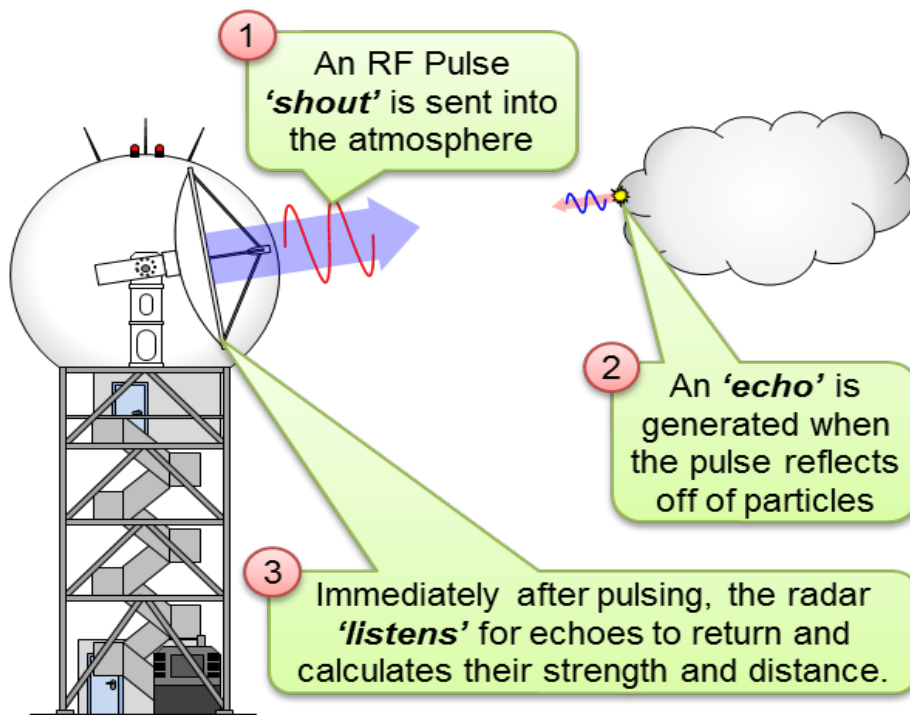 1
An RF Pulse
‘shout’ is sent into
the atmosphere
2
An ‘echo’ is
generated when
the pulse reflects
off of particles
3
Immediately after pulsing, the radar
‘listens’ for echoes to return and
calculates their strength and distance.